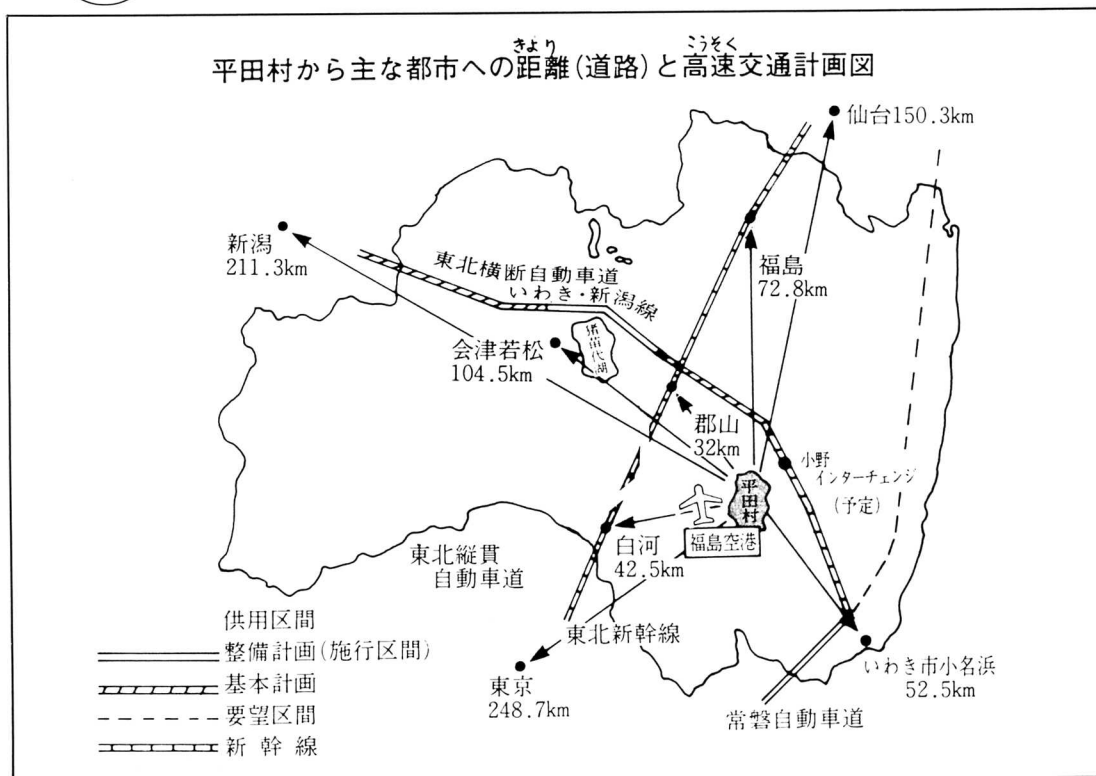 きより こうそく
平田村から主な都市への距離(道路)と高速交通計画図
仙台150.3km
新潟
211.3km
東北横断自動車道
いわき・新潟線
福島
72.8km
猪苗代湖
会津若松
104.5km
郡山
32km
小野
インターチェンジ
(予定)
平田村
福島空港
白河
42.5km
東北縦貫
自動車道
東北新幹線
東京
248.7km
いわき市小名浜
52.5km
常磐自動車道
供用区間
整備計画(施行区間)
基本計画
要望区間
新幹線